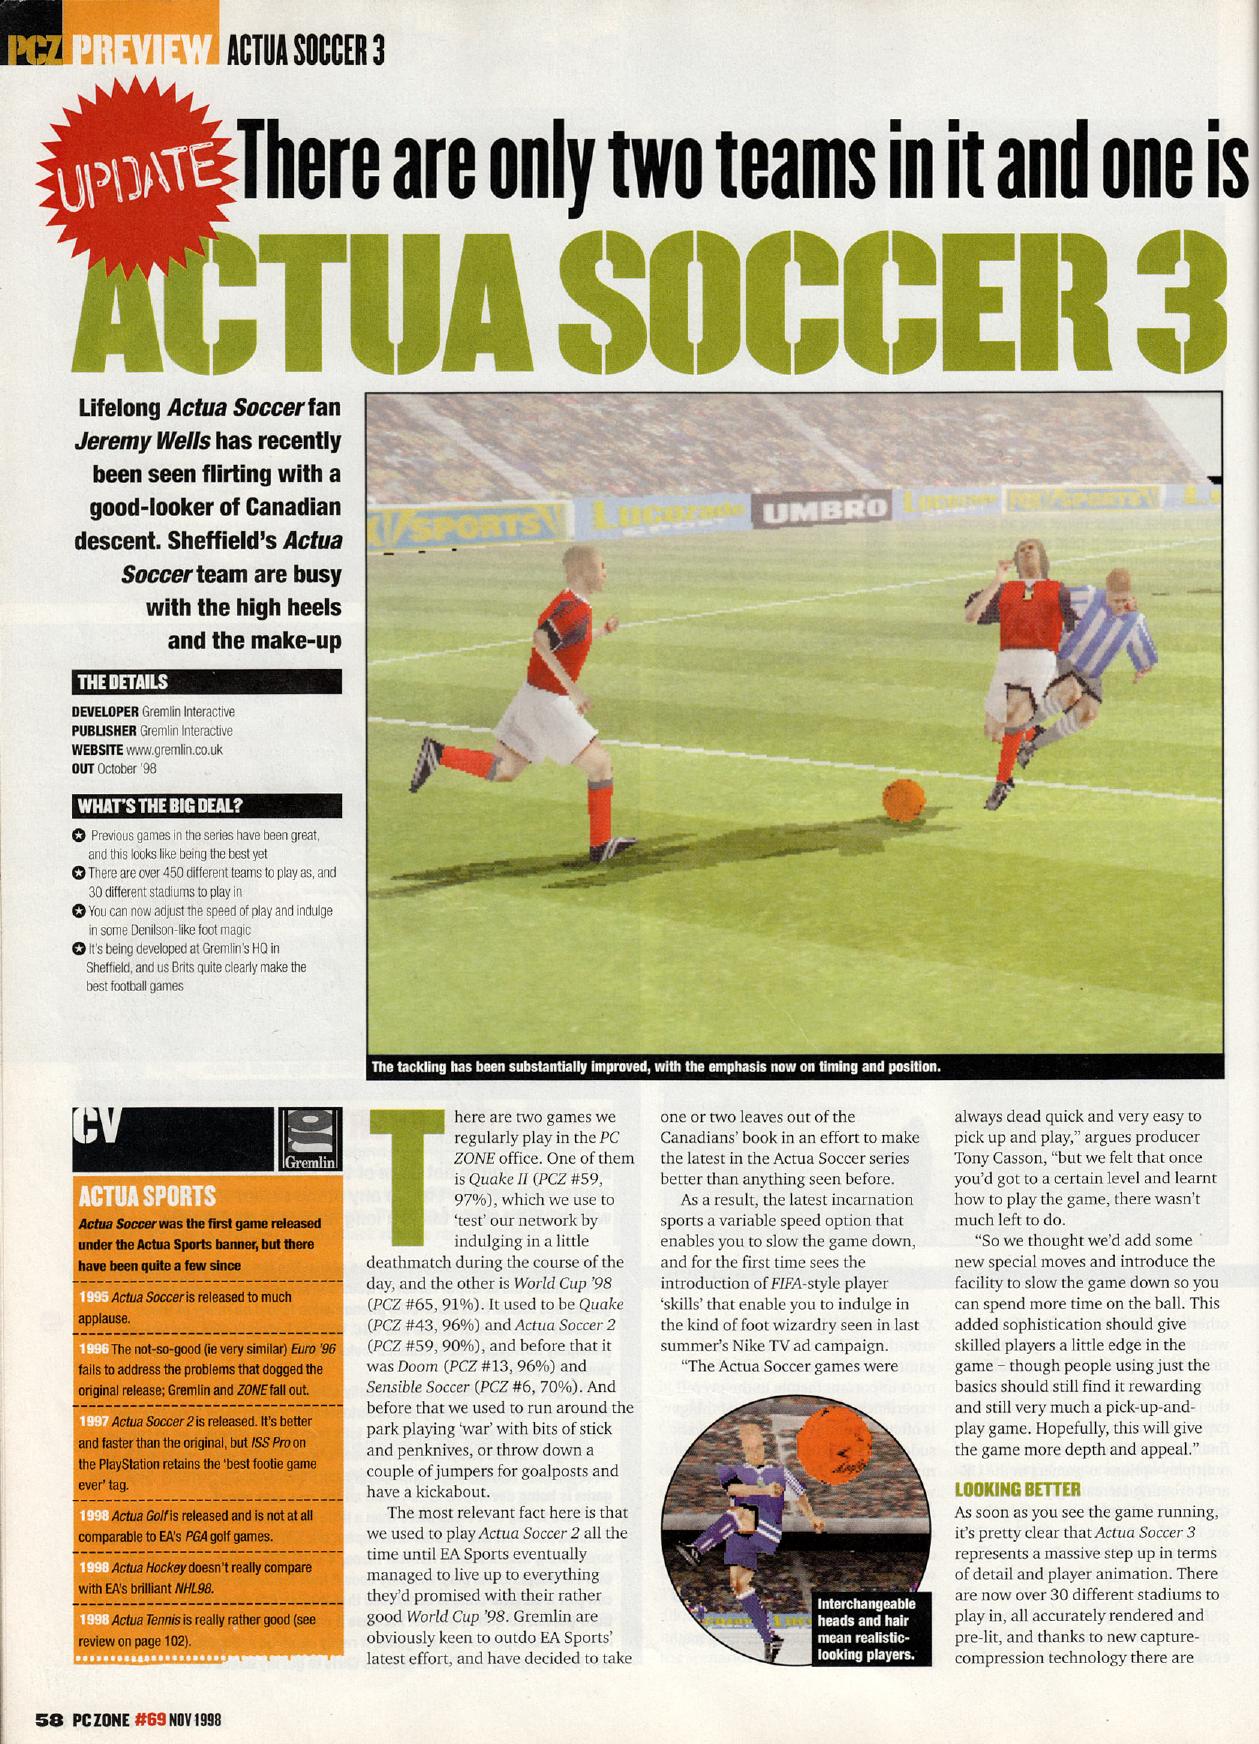 PCZ PREVIEW ACTUA SOCCER 3
UPDATE
There are only two teams in it and one is
ACTUA SOCCER 3
Lifelong Actua Soccer fan
Jeremy Wells has recently
been seen flirting with a
good-looker of Canadian
descent. Sheffield's Actua
Soccer team are busy
with the high heels
and the make-up
THE DETAILS
DEVELOPER Gremlin Interactive
PUBLISHER Gremlin Interactive
WEBSITE www.gremlin.co.uk
OUT October '98
WHAT'S THE BIG DEAL?
Previous games in the series have been great,
and this looks like being the best yet
There are over 450 different teams to play as, and
30 different stadiums to play in
You can now adjust the speed of play and indulge
in some Denilson-like foot magic
It's being developed at Gremlin's HQ in
Sheffield, and us Brits quite clearly make the
best football games
SPORTS
Lucozade
UMBRO
Lucozade
SPORTS
The tackling has been substantially improved, with the emphasis now on timing and position.
CV
Gremlin
ACTUA SPORTS
Actua Soccer was the first game released
under the Actua Sports banner, but there
have been quite a few since
1995 Actua Soccer is released to much
applause.
1996 The not-so-good (ie very similar) Euro '96
fails to address the problems that dogged the
original release; Gremlin and ZONE fall out.
1997 Actua Soccer 2 is released. It's better
and faster than the original, but ISS Pro on
the PlayStation retains the 'best footie game
ever' tag.
1998 Actua Golf is released and is not at all
comparable to EA's PGA golf games.
1998 Actua Hockey doesn't really compare
with EA's brilliant NHL98.
1998 Actua Tennis is really rather good (see
review on page 102).
There are two games we
regularly play in the PC
ZONE office. One of them
is Quake II (PCZ #59,
97%), which we use to
'test' our network by
indulging in a little
deathmatch during the course of the
day, and the other is World Cup '98
(PCZ #65, 91%). It used to be Quake
(PCZ #43, 96%) and Actua Soccer 2
(PCZ #59, 90%), and before that it
was Doom (PCZ #13, 96%) and
Sensible Soccer (PCZ #6, 70%). And
before that we used to run around the
park playing 'war' with bits of stick
and penknives, or throw down a
couple of jumpers for goalposts and
have a kickabout.
The most relevant fact here is that
we used to play Actua Soccer 2 all the
time until EA Sports eventually
managed to live up to everything
they'd promised with their rather
good World Cup '98. Gremlin are
obviously keen to outdo EA Sports'
latest effort, and have decided to take
one or two leaves out of the
Canadians' book in an effort to make
the latest in the Actua Soccer series
better than anything seen before.
As a result, the latest incarnation
sports a variable speed option that
enables you to slow the game down,
and for the first time sees the
introduction of FIFA-style player
'skills' that enable you to indulge in
the kind of foot wizardry seen in last
summer's Nike TV ad campaign.
"The Actua Soccer games were
Interchangeable
heads and hair
mean realistic-
looking players.
always dead quick and very easy to
pick up and play," argues producer
Tony Casson, "but we felt that once
you'd got to a certain level and learnt
how to play the game, there wasn't
much left to do.
"So we thought we'd add some
new special moves and introduce the
facility to slow the game down so you
can spend more time on the ball. This
added sophistication should give
skilled players a little edge in the
game – though people using just the
basics should still find it rewarding
and still very much a pick-up-and-
play game. Hopefully, this will give
the game more depth and appeal."
LOOKING BETTER
As soon as you see the game running,
it's pretty clear that Actua Soccer 3
represents a massive step up in terms
of detail and player animation. There
are now over 30 different stadiums to
play in, all accurately rendered and
pre-lit, and thanks to new capture-
compression technology there are
58 PC ZONE #69 NOV 1998